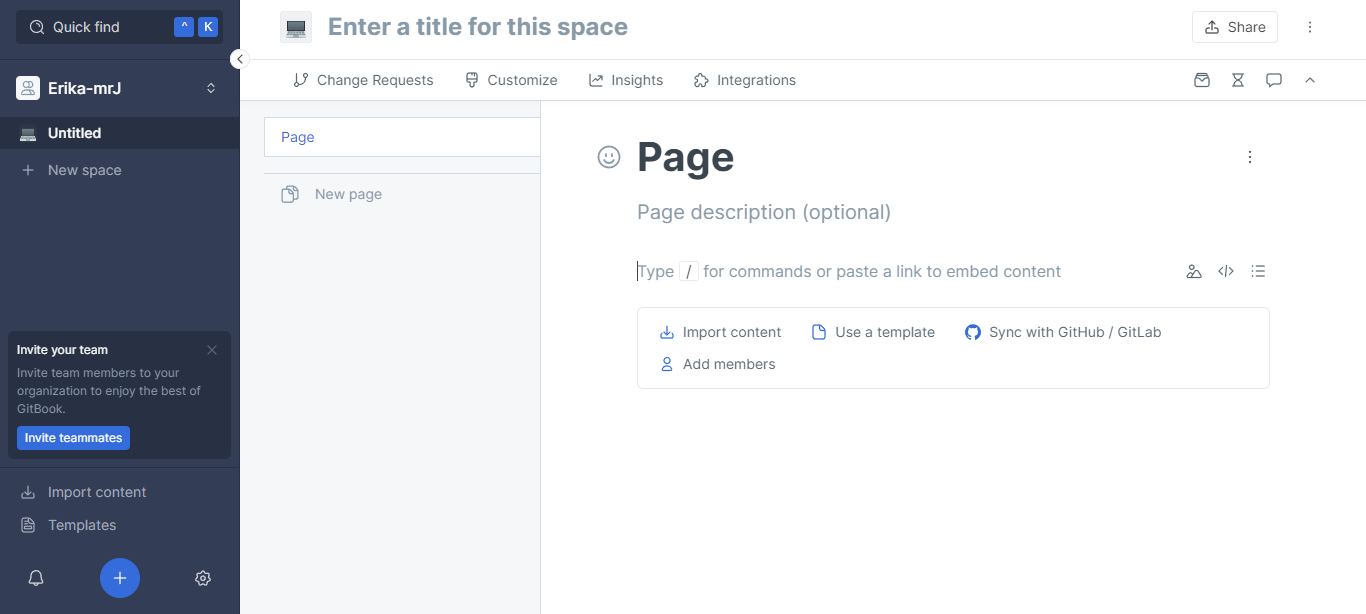 Quick find ^ K
Erika-mrJ
Untitled
New space
Invite your team
Invite team members to your
organization to enjoy the best of
GitBook.
Invite teammates
Import content
Templates
Enter a title for this space
Share
Change Requests Customize Insights Integrations
Page
New page
Page
Page description (optional)
Type / for commands or paste a link to embed content
Import content Use a template Sync with GitHub / GitLab
Add members